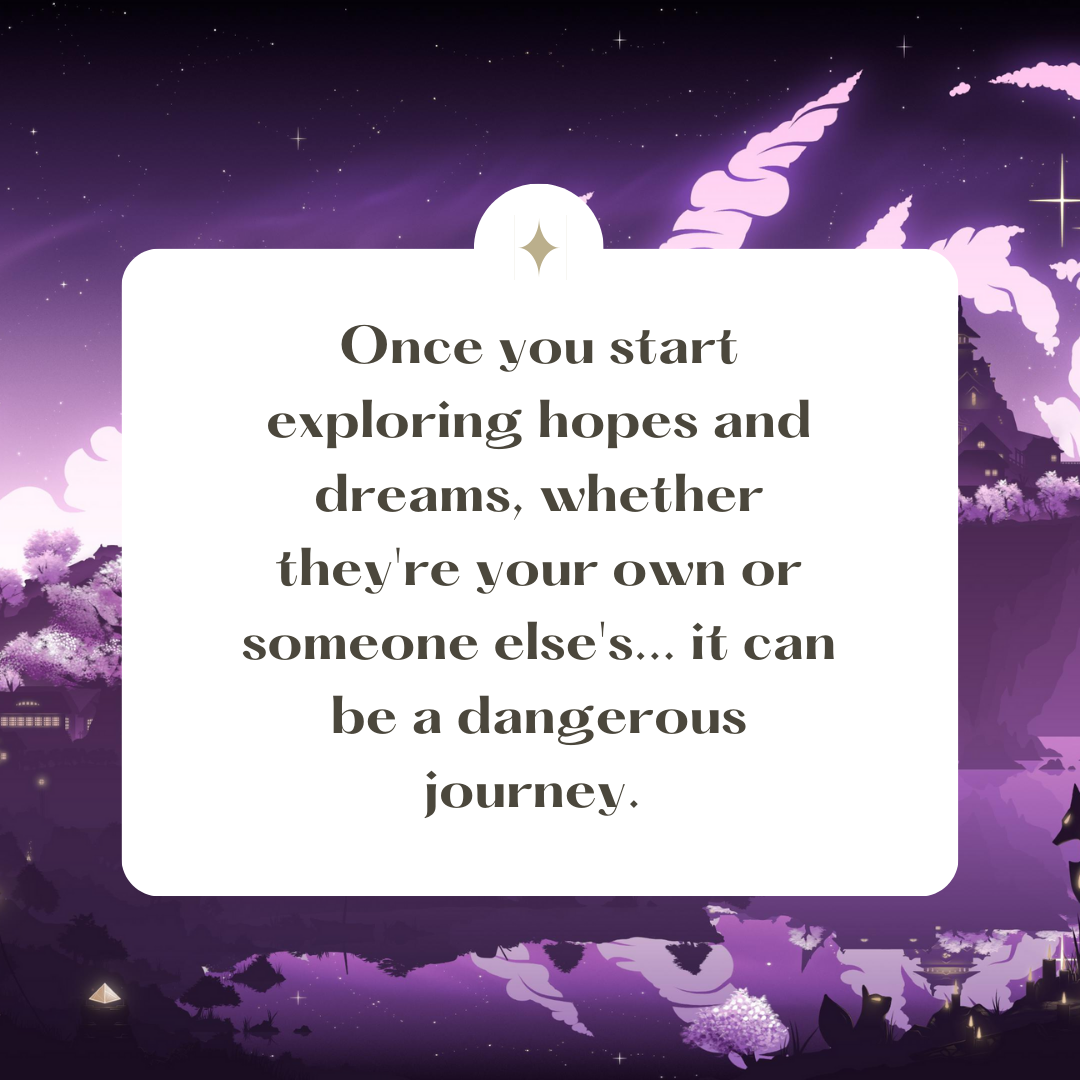 Once you start
exploring hopes and
dreams, whether
they're your own or
someone else's... it can
be a dangerous
journey.